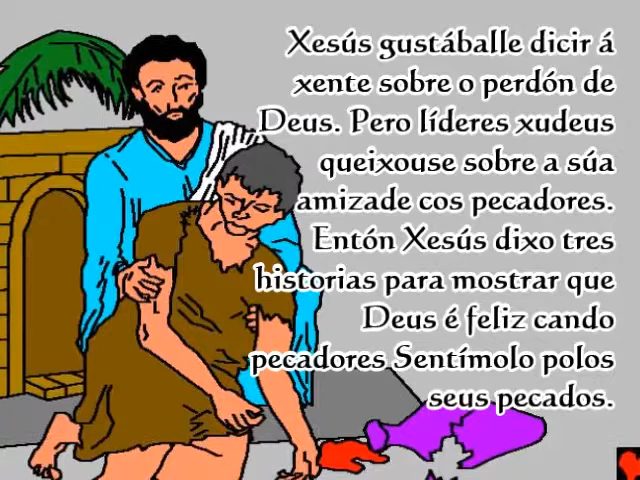 Xesús gustáballe dicir á
xente sobre o perdón de
Deus. Pero líderes xudeus
queixouse sobre a súa
amizade cos pecadores.
Entón Xesús dixo tres
historias para mostrar que
Deus é feliz cando
pecadores Sentímolo polos
seus pecados.